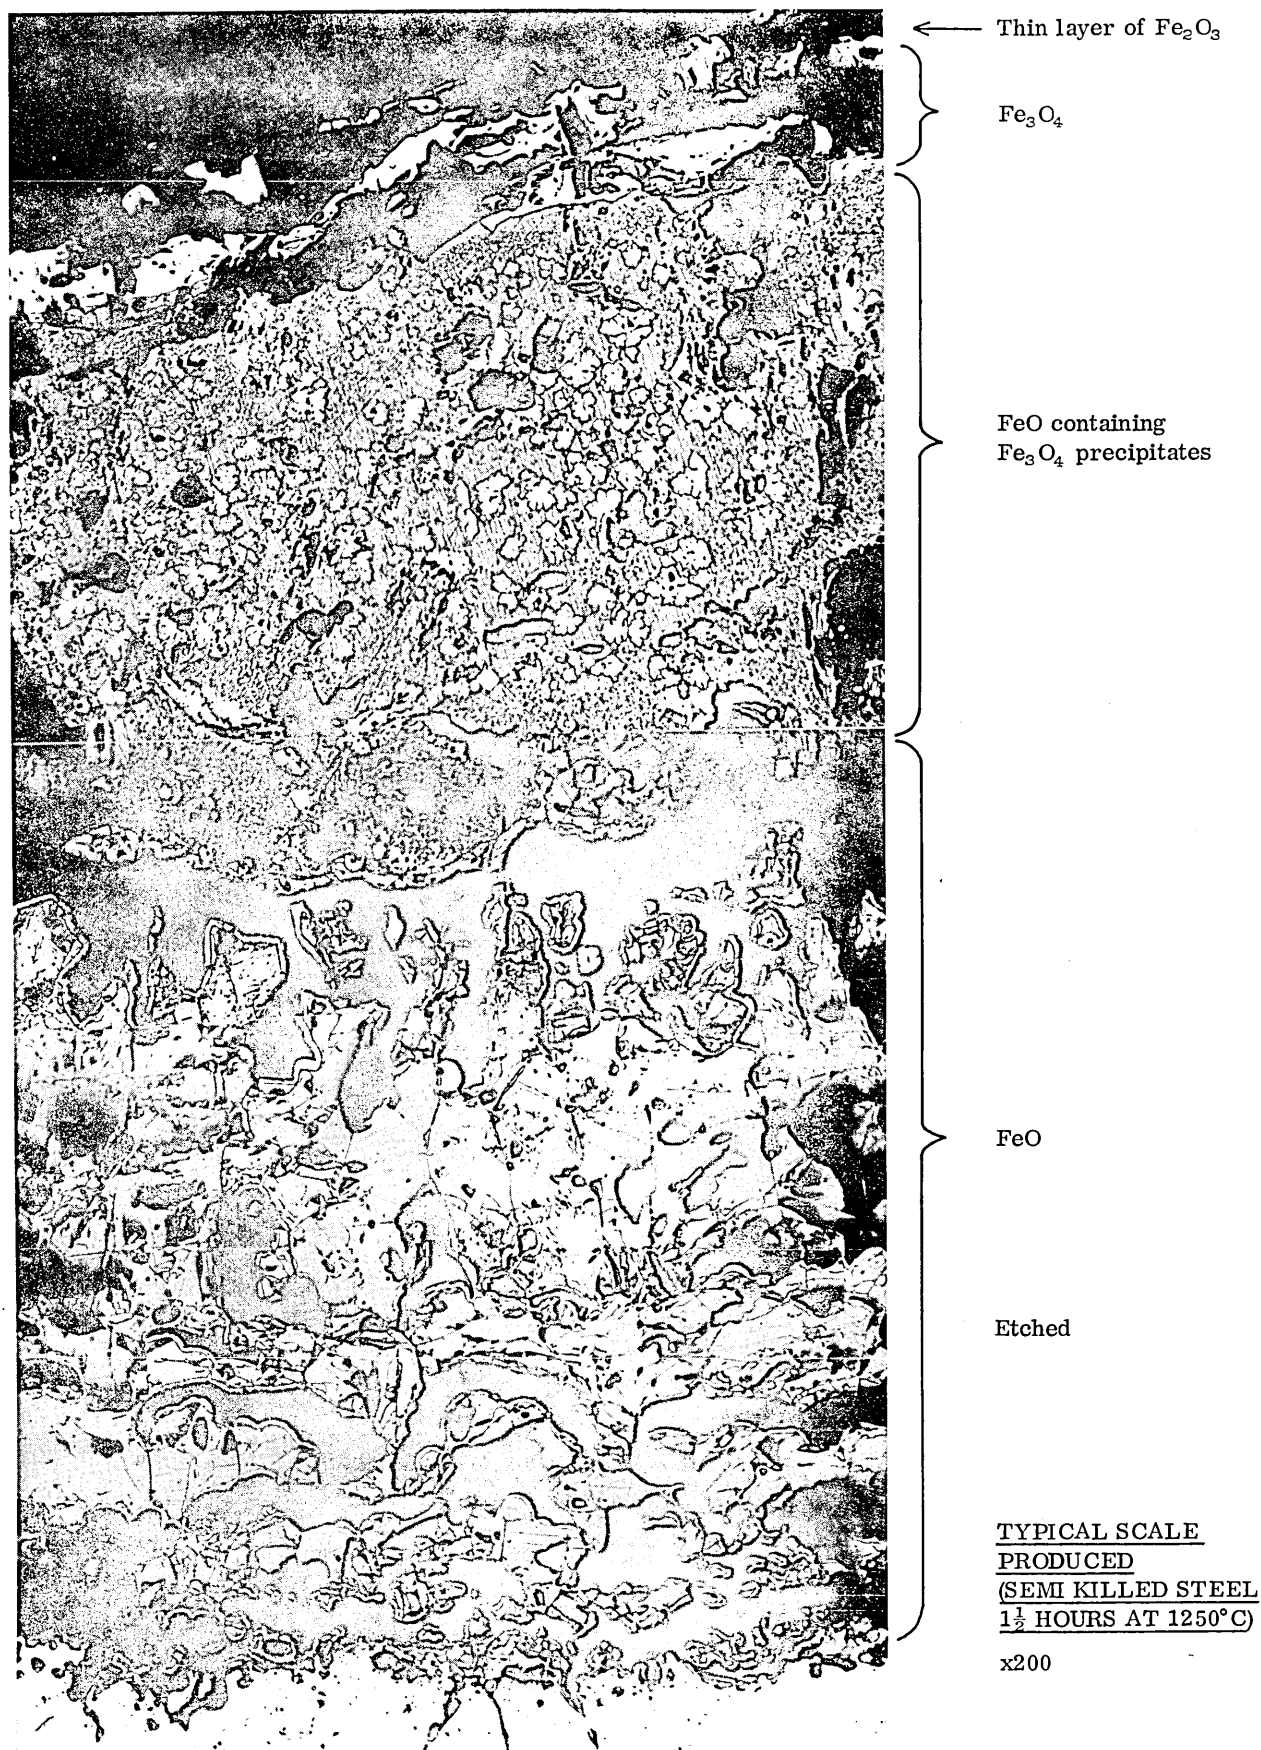 Thin layer of Fe₂O₃
Fe₃O₄
FeO containing
Fe₃O₄ precipitates
FeO
Etched
TYPICAL SCALE
PRODUCED
(SEMI KILLED STEEL
1½ HOURS AT 1250°C)
x200